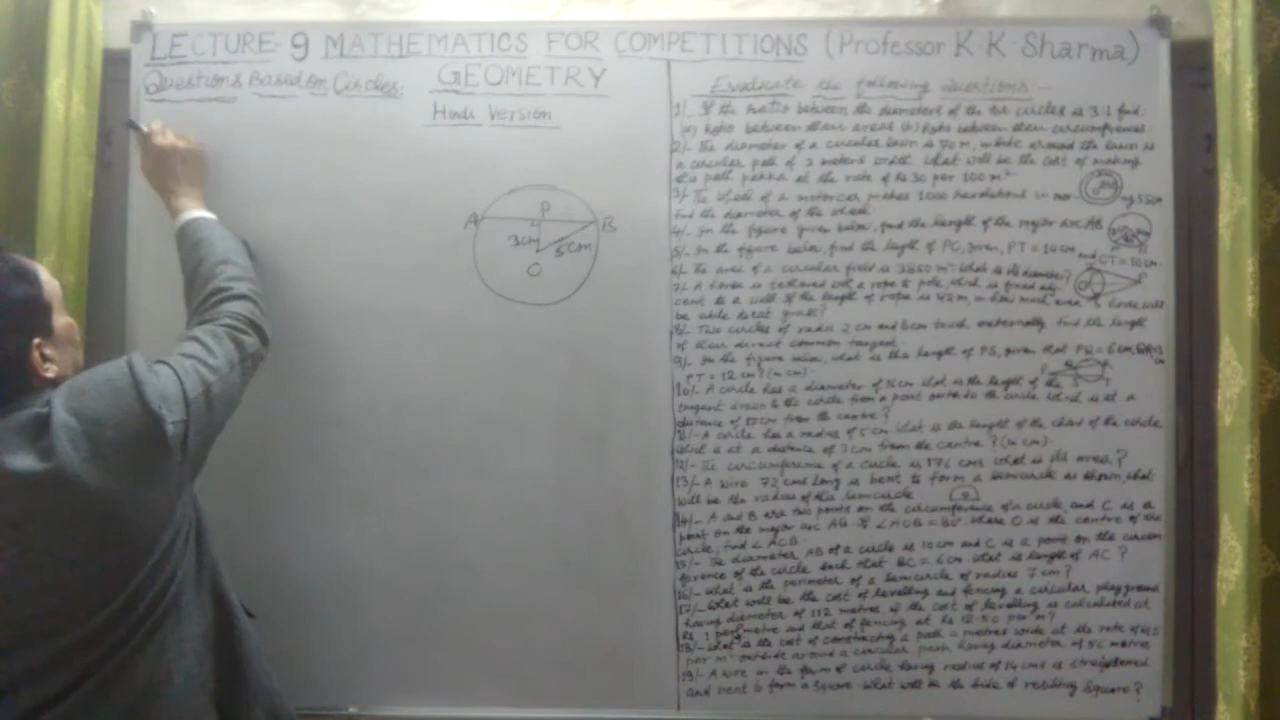 LECTURE-9 MATHEMATICS FOR COMPETITIONS (Professor K K Sharma)
Questions Based on Circles:
GEOMETRY
Hindi Version
A
P
B
3cm
5cm
O
Evaluate the following questions:-
1/- If the ratio between the diameters of the two circles is 3:1 find:
(a) Ratio between their areas (b) Ratio between their circumferences
2/- The diameter of a circular lawn is 70 m, outside around the lawn is
a circular path of 3 meters width. What will be the cost of making
this path pakka at the rate of Rs 30 per 100 m²
3/- The wheel of a motorcar makes 1000 revolutions in
Find the diameter of the wheel
4/- In the figure given below, find the length of the major arc AB
5/- In the figure below, find the length of PC, given, PT = 14cm and OT = 10cm.
6/- The area of a circular field is 3850 m² What is its diameter?
7/- A horse is tethered with a rope to pole, which is fixed adj
cent to a wall If the length of rope is 42 m, in how much area horse will
be able to eat grass?
8/- Two circles of radii 2 cm and 8 cm touch externally find the length
of their direct common tangent
9/- In the figure below, what is the length of PS, given that PQ = 6 cm,
PT = 12 cm? (in cm)
10/- A circle has a diameter of 16 cm what is the length of the
tangent drawn to the circle from a point outside the circle which is at a
distance of 17 cm from the centre?
11/- A circle has a radius of 5 cm What is the length of the chord of the circle
which is at a distance of 3 cm from the centre? (in cm)
12/- The circumference of a circle is 176 cms What is its area?
13/- A wire 72 cms long is bent to form a semicircle as shown, what
will be the radius of this semicircle
14/- A and B are two points on the circumference of a circle, and C is a
point on the major arc AB If ∠AOB = 80° where O is the centre of the
circle, find ∠ACB
15/- The diameter AB of a circle is 10 cm and C is a point on the circum
ference of the circle such that BC = 6 cm What is length of AC?
16/- What is the perimeter of a semicircle of radius 7 cm?
17/- What will be the cost of levelling and fencing a circular playground
having diameter of 112 metres if the cost of levelling is calculated at
Rs 1 per metre and that of fencing at Rs 12.50 per m?
18/- What is the cost of constructing a path metres wide at the rate of Rs
per m² outside around a circular park having diameter of 56 metres
19/- A wire in the form of circle having radius of 14 cms is straightened
and bent to form a square. What will be the side of resulting square?